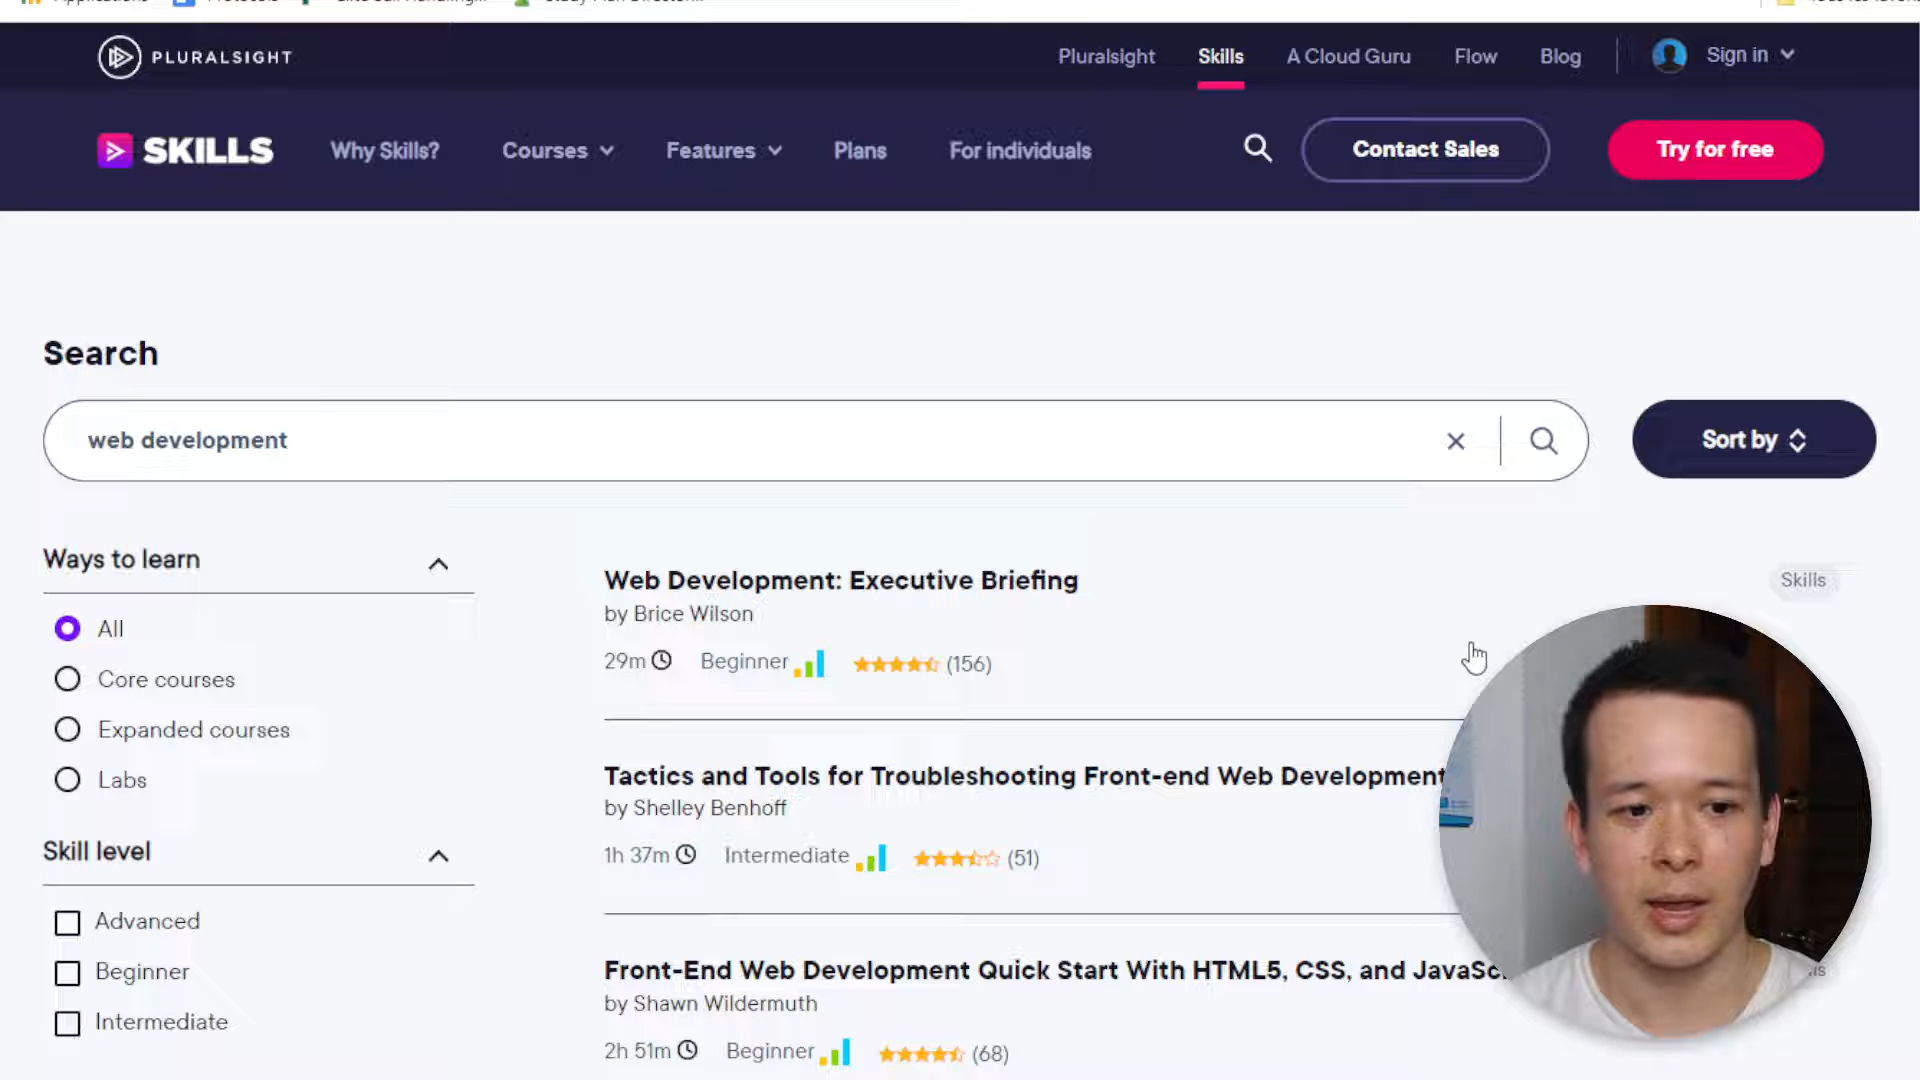 PLURALSIGHT
Pluralsight Skills A Cloud Guru Flow Blog Sign in
SKILLS Why Skills? Courses Features Plans For individuals Contact Sales Try for free
Search
web development
Sort by
Ways to learn
All
Core courses
Expanded courses
Labs
Skill level
Advanced
Beginner
Intermediate
Web Development: Executive Briefing
Skills
by Brice Wilson
29m Beginner (156)
Tactics and Tools for Troubleshooting Front-end Web Development
by Shelley Benhoff
1h 37m Intermediate (51)
Front-End Web Development Quick Start With HTML5, CSS, and
by Shawn Wildermuth
2h 51m Beginner (68)